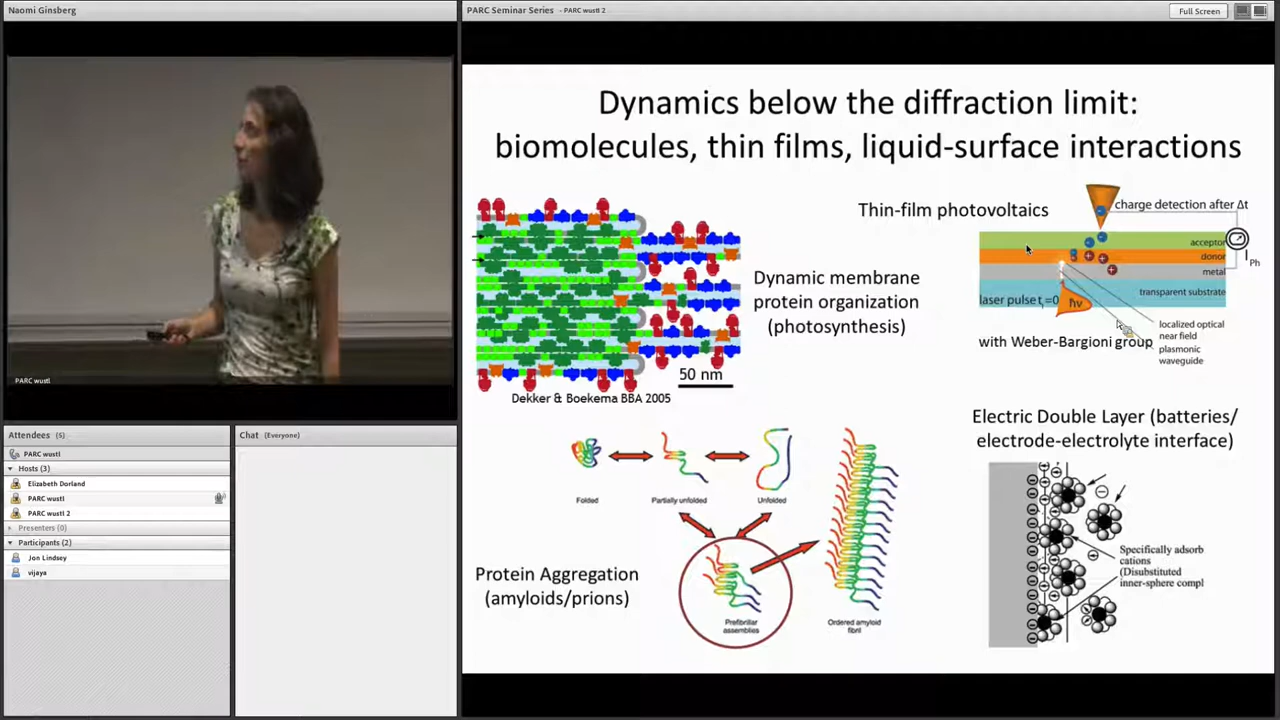 Naomi Ginsberg
PARC Seminar Series - PARC wustl 2
Full Screen
PARC wustl
Attendees (5)
PARC wustl
Hosts (3)
Elizabeth Dorland
PARC wustl
PARC wustl 2
Presenters (0)
Participants (2)
Jon Lindsey
vijaya
Chat (Everyone)
Dynamics below the diffraction limit:
biomolecules, thin films, liquid-surface interactions
50 nm
Dekker & Boekema BBA 2005
Dynamic membrane
protein organization
(photosynthesis)
Thin-film photovoltaics
charge detection after Δt
acceptor
donor
metal
transparent substrate
I Ph
laser pulse t i =0
hν
localized optical
near field
plasmonic
waveguide
with Weber-Bargioni group
Folded
Partially unfolded
Unfolded
Prefibrillar
assemblies
Ordered amyloid
fibril
Protein Aggregation
(amyloids/prions)
Electric Double Layer (batteries/
electrode-electrolyte interface)
Specifically adsorb
cations
(Disubstituted
inner-sphere compl